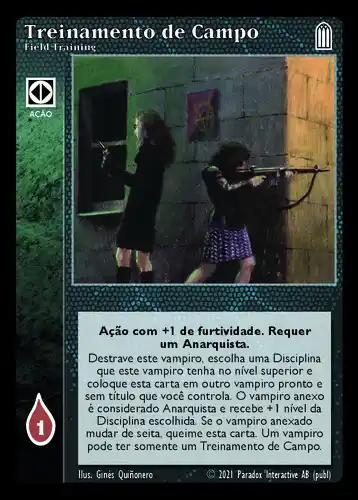 Treinamento de Campo
Field Training
AÇÃO
Ação com +1 de furtividade. Requer
um Anarquista.
Destrave este vampiro, escolha uma Disciplina
que este vampiro tenha no nível superior e
coloque esta carta em outro vampiro pronto e
sem título que você controla. O vampiro anexo
é considerado Anarquista e recebe +1 nível da
Disciplina escolhida. Se o vampiro anexado
mudar de seita, queime esta carta. Um vampiro
pode ter somente um Treinamento de Campo.
1
Ilus. Ginés Quiñonero
© 2021 Paradox Interactive AB (publ)